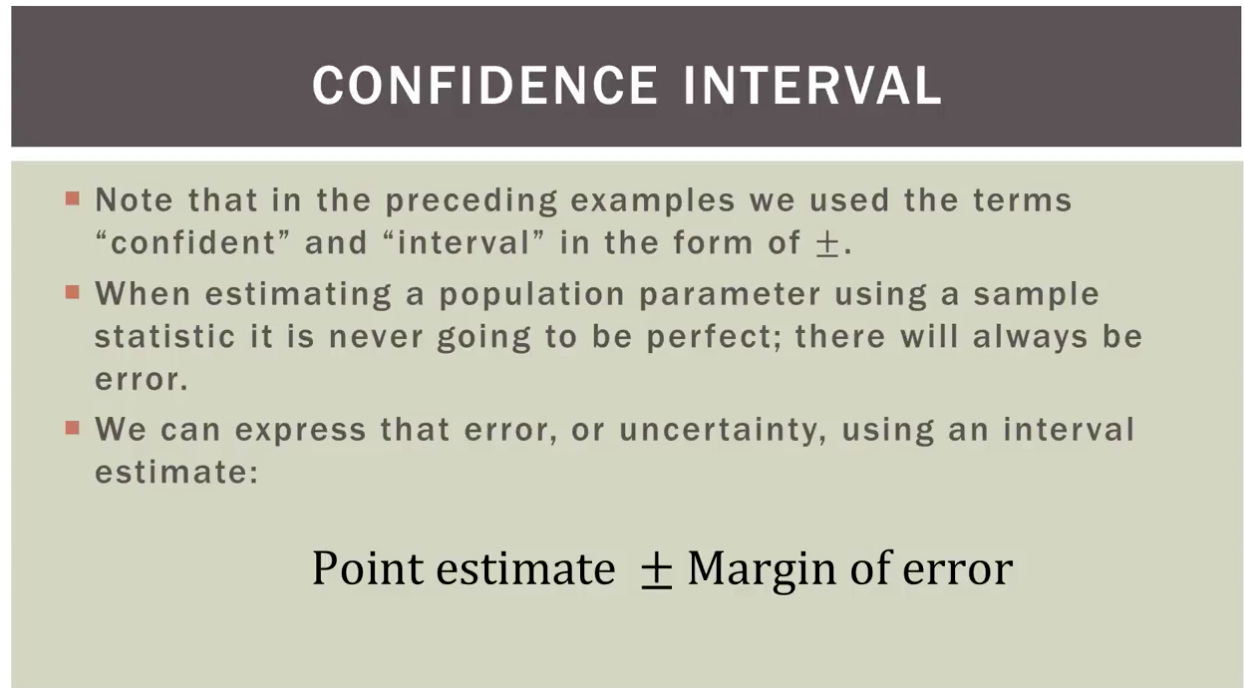 CONFIDENCE INTERVAL
Note that in the preceding examples we used the terms
“confident” and “interval” in the form of ±.
When estimating a population parameter using a sample
statistic it is never going to be perfect; there will always be
error.
We can express that error, or uncertainty, using an interval
estimate:
Point estimate ± Margin of error